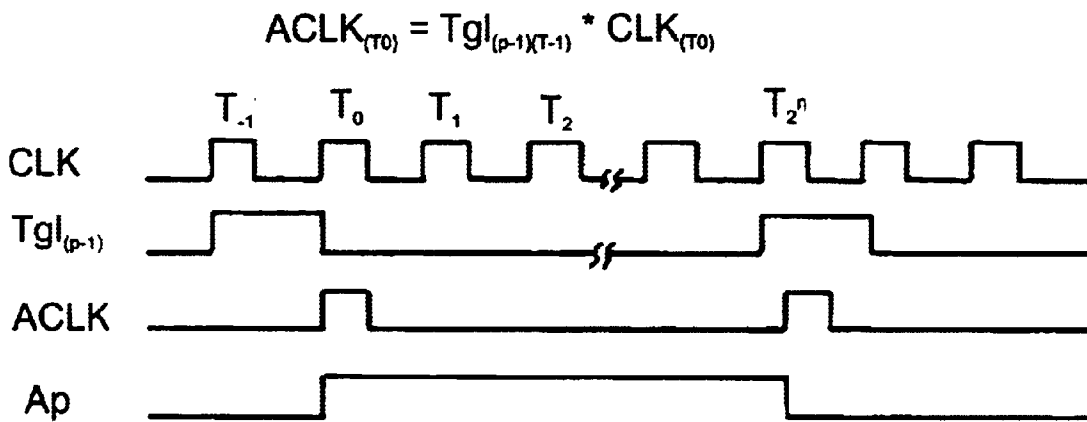 ACLK(T0) = Tgl(p-1)(T-1) * CLK(T0)
T-1 T0 T1 T2 T2n
CLK
Tgl(p-1)
ACLK
Ap